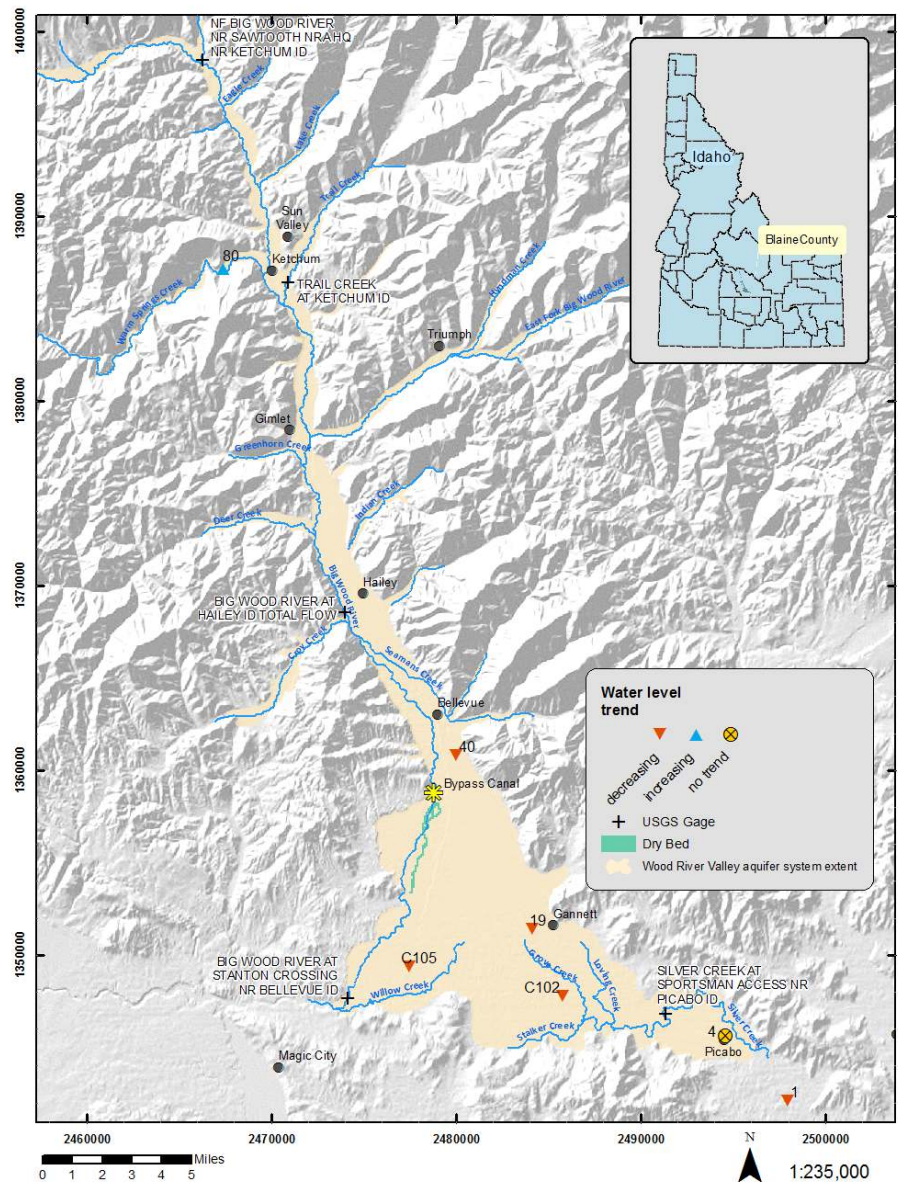 1400000
NF BIG WOOD RIVER
NR SAWTOOTH NRA HQ
NR KETCHUM ID
Eagle Creek
Lake Creek
Trail Creek
Idaho
Blaine County
1390000
Sun
Valley
80
Ketchum
TRAIL CREEK
AT KETCHUM ID
Warm Springs Creek
Triumph
East Fork Big Wood River
1380000
Gimlet
Greenhorn Creek
Indian Creek
Deer Creek
1370000
Hailey
Big Wood River
BIG WOOD RIVER AT
HAILEY ID TOTAL FLOW
Croy Creek
Seamans Creek
Bellevue
40
1360000
Bypass Canal
Water level
trend
decreasing
increasing
no trend
USGS Gage
Dry Bed
Wood River Valley aquifer system extent
19
Gannett
1350000
C105
BIG WOOD RIVER AT
STANTON CROSSING
NR BELLEVUE ID
Willow Creek
Grove Creek
Loving Creek
C102
SILVER CREEK AT
SPORTSMAN ACCESS NR
PICABO ID
Stalker Creek
Silver Creek
4
Picabo
Magic City
1
2460000
2470000
2480000
2490000
2500000
Miles
0 1 2 3 4 5
N
1:235,000